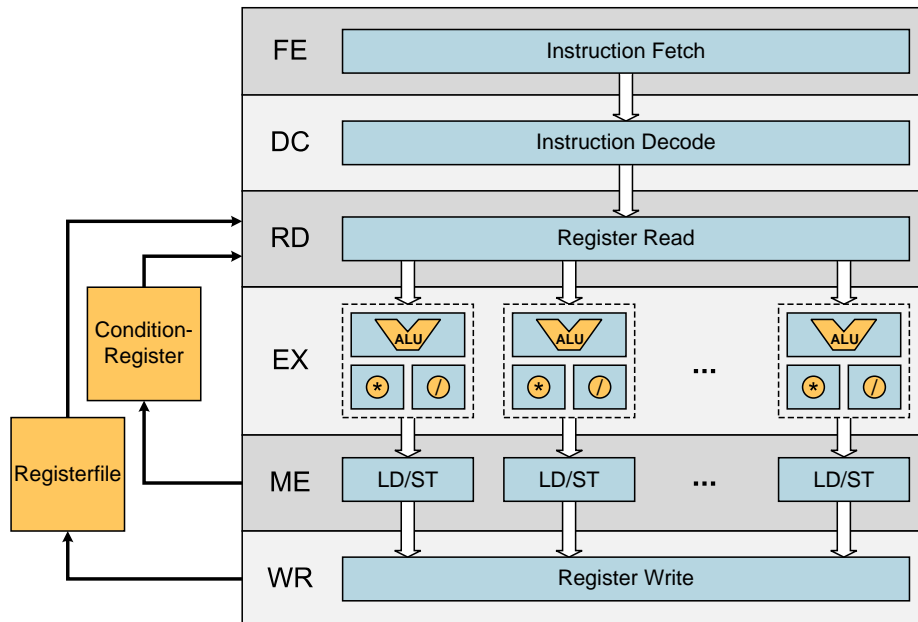 FE
Instruction Fetch
DC
Instruction Decode
RD
Register Read
Condition-
Register
EX
ALU
ALU
ALU
*
/
*
/
...
*
/
Registerfile
ME
LD/ST
LD/ST
...
LD/ST
WR
Register Write